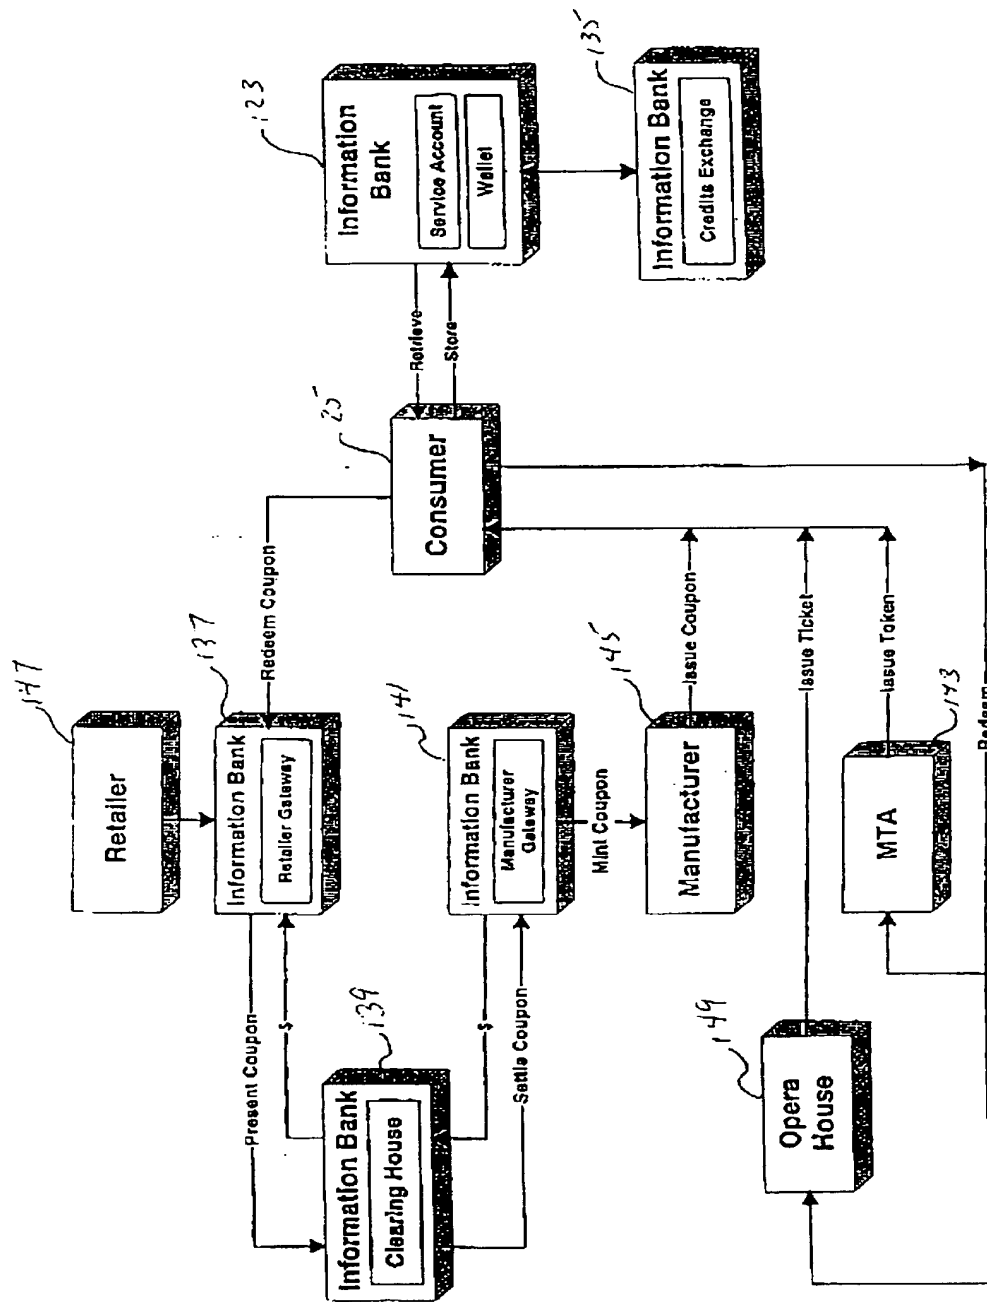 Retailer
147
Information Bank
Retailer Gateway
137
Redeem Coupon
Present Coupon
$
Information Bank
Clearing House
139
Information Bank
Manufacturer
Gateway
141
$
Settle Coupon
Mint Coupon
Manufacturer
145
Consumer
25
Retrieve
Store
Information
Bank
Service Account
Wallet
123
Information Bank
Credits Exchange
135
Issue Coupon
Issue Ticket
Issue Token
Opera
House
149
MTA
143
Redeem